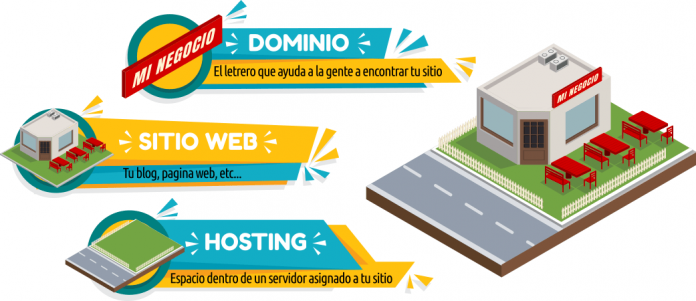 MI NEGOCIO
DOMINIO
El letrero que ayuda a la gente a encontrar tu sitio
SITIO WEB
Tu blog, pagina web, etc...
HOSTING
Espacio dentro de un servidor asignado a tu sitio
MI NEGOCIO